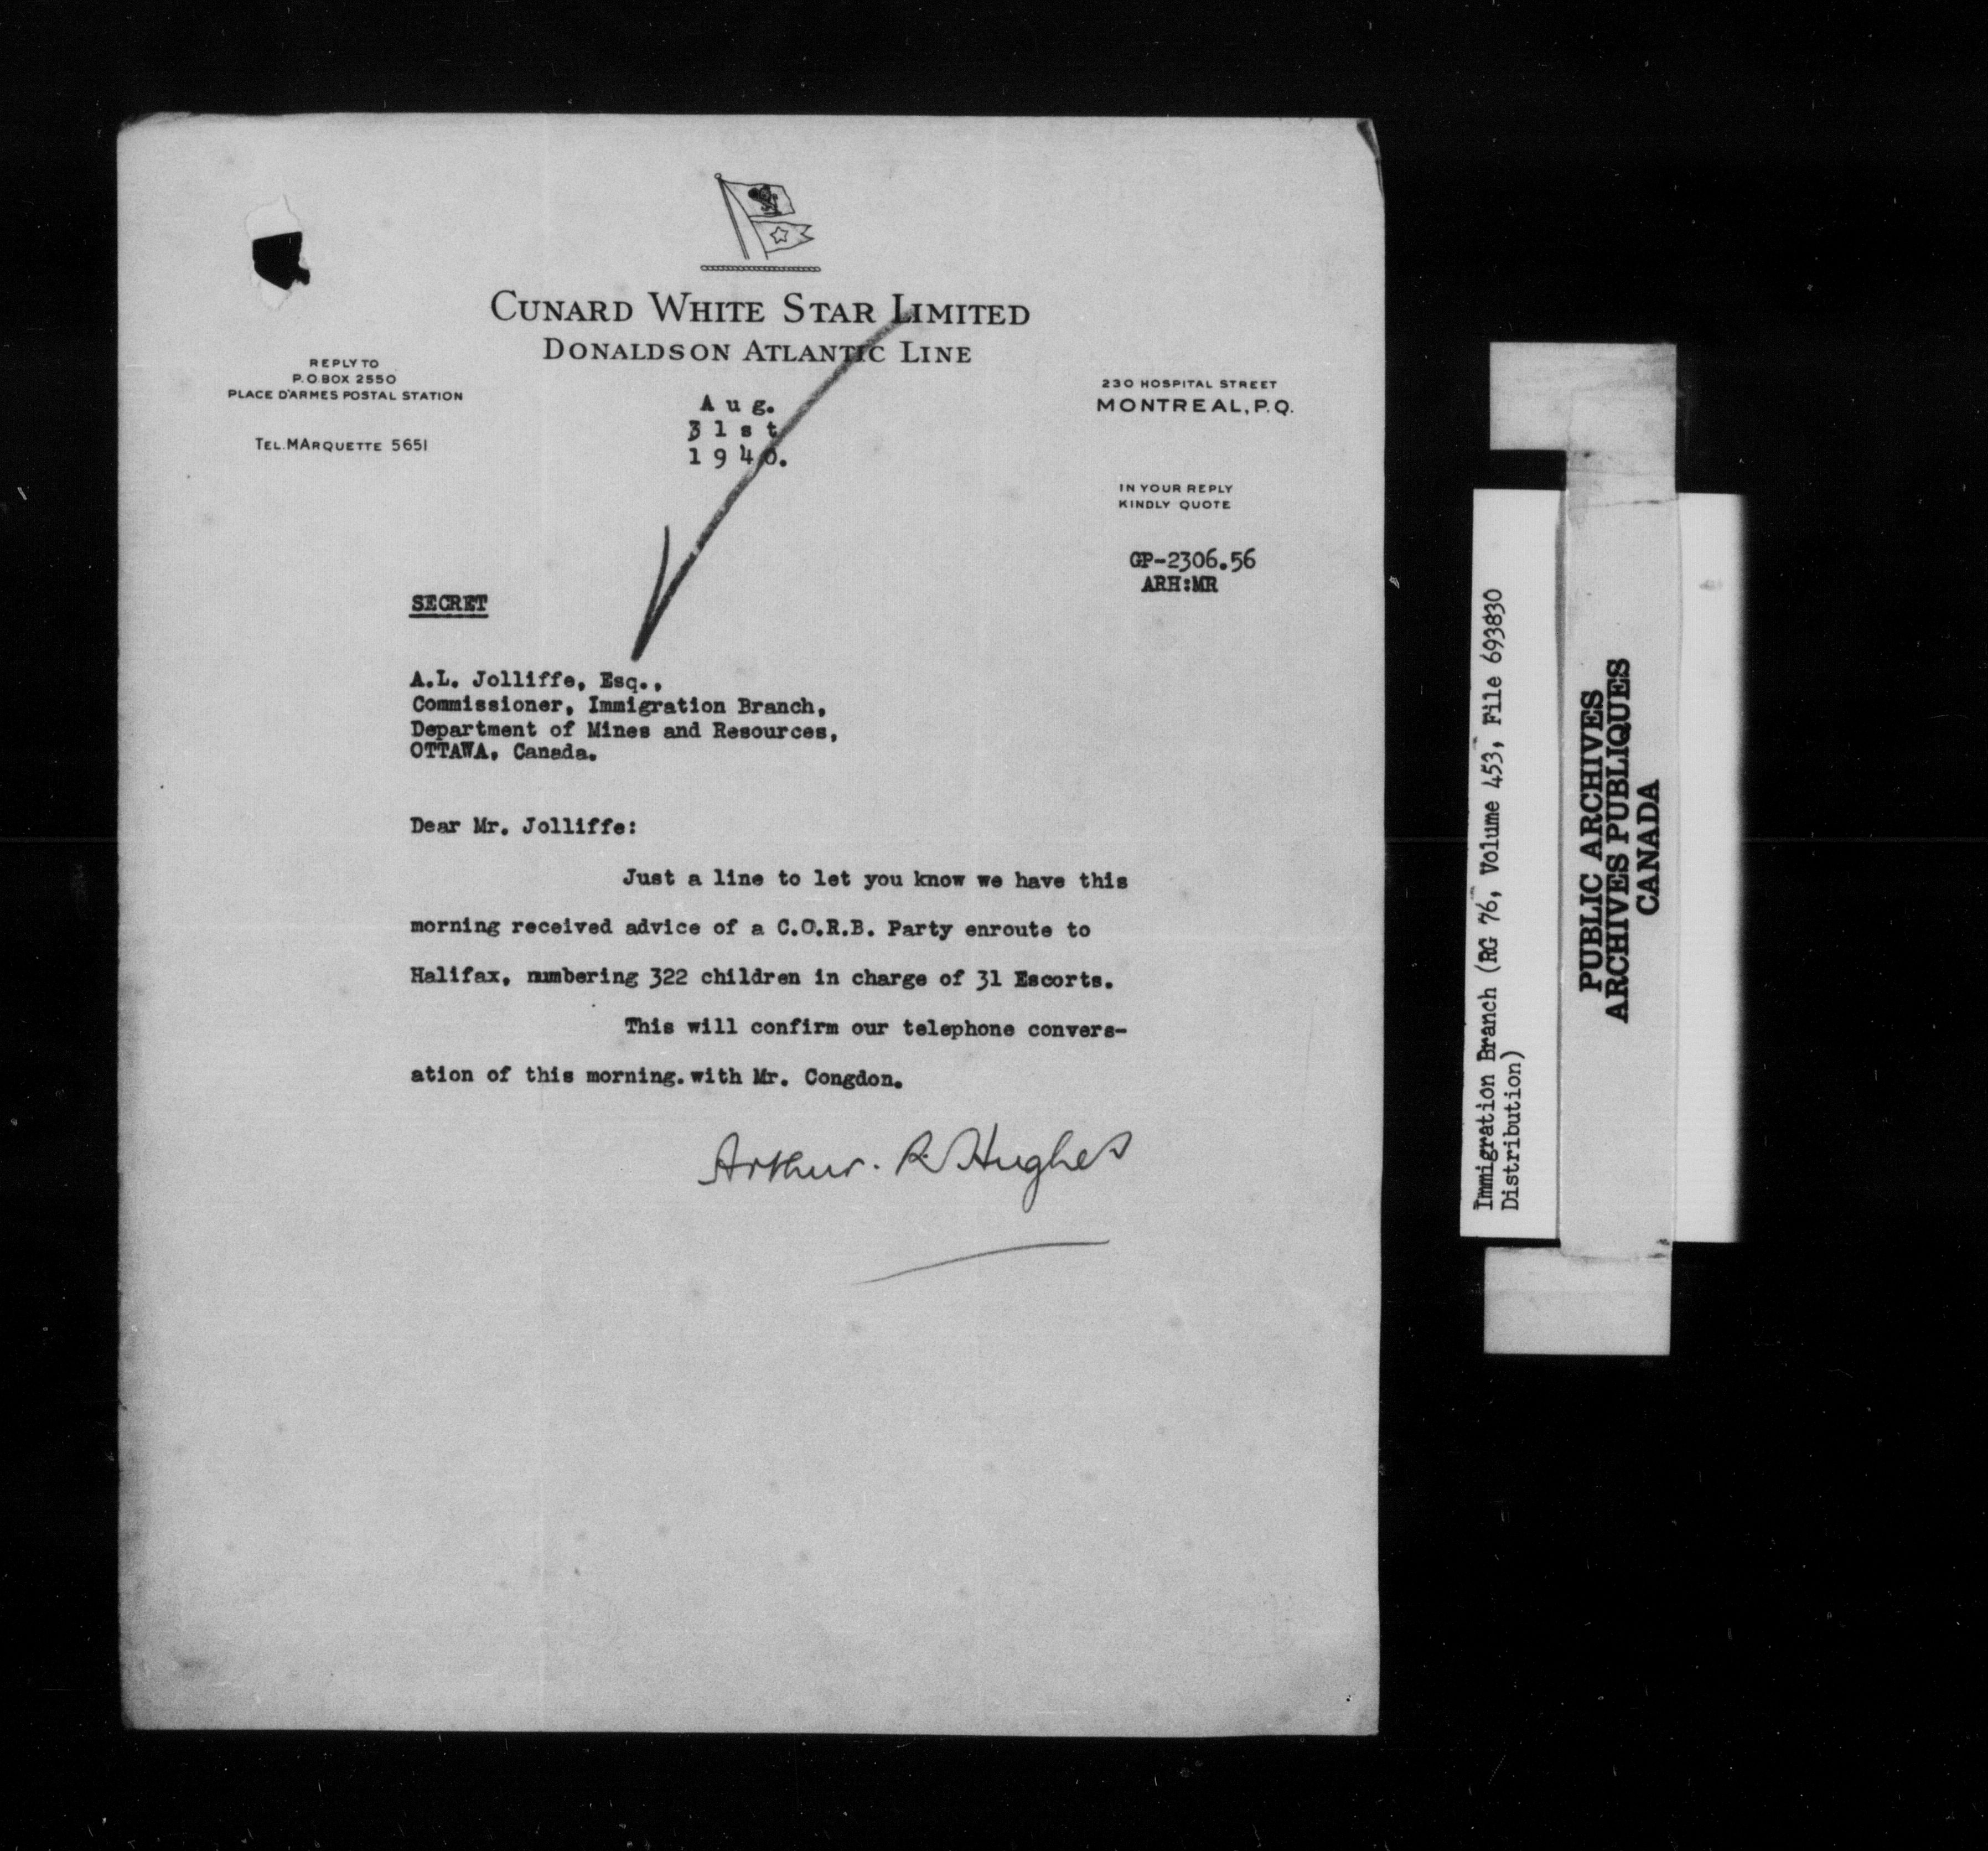 CUNARD WHITE STAR LIMITED
DONALDSON ATLANTIC LINE
REPLY TO
P.O. BOX 2550
PLACE D'ARMES POSTAL STATION
TEL. MARQUETTE 5651
Aug.
31st
1940.
230 HOSPITAL STREET
MONTREAL, P.Q.
IN YOUR REPLY
KINDLY QUOTE
GP-2306.56
ARH:MR
SECRET
A.L. Jolliffe, Esq.,
Commissioner, Immigration Branch,
Department of Mines and Resources,
OTTAWA, Canada.
Dear Mr. Jolliffe:
Just a line to let you know we have this
morning received advice of a C.O.R.B. Party enroute to
Halifax, numbering 322 children in charge of 31 Escorts.
This will confirm our telephone convers-
ation of this morning.with Mr. Congdon.
Arthur. R Hughes
Immigration Branch (RG 76, Volume 453, File 693830
Distribution)
PUBLIC ARCHIVES
ARCHIVES PUBLIQUES
CANADA